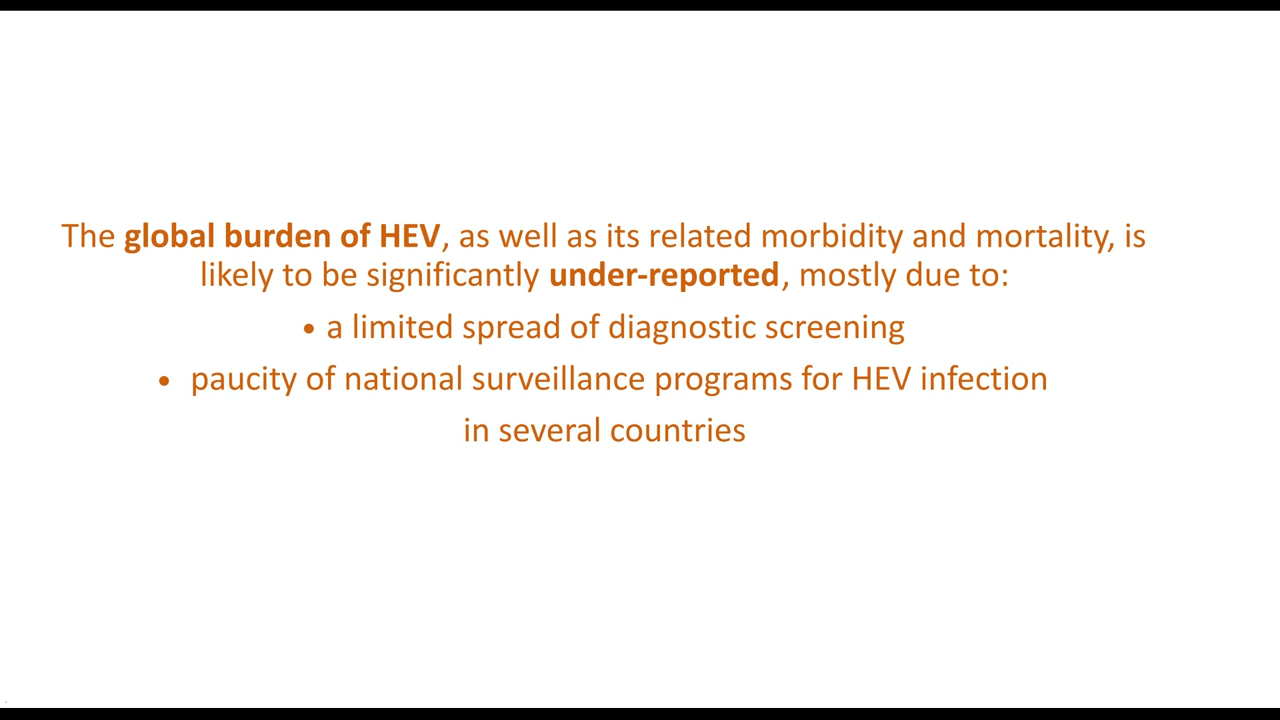 The global burden of HEV, as well as its related morbidity and mortality, is
likely to be significantly under-reported, mostly due to:
• a limited spread of diagnostic screening
• paucity of national surveillance programs for HEV infection
in several countries